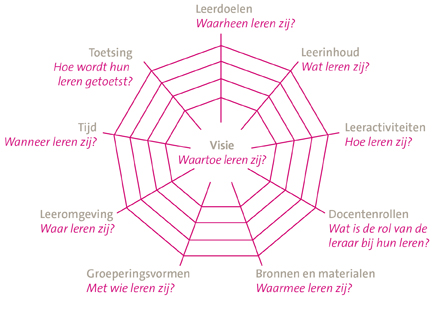 Leerdoelen
Waarheen leren zij?
Leerinhoud
Wat leren zij?
Leeractiviteiten
Hoe leren zij?
Docentenrollen
Wat is de rol van de
leraar bij hun leren?
Bronnen en materialen
Waarmee leren zij?
Groeperingsvormen
Met wie leren zij?
Leeromgeving
Waar leren zij?
Tijd
Wanneer leren zij?
Toetsing
Hoe wordt hun
leren getoetst?
Visie
Waartoe leren zij?